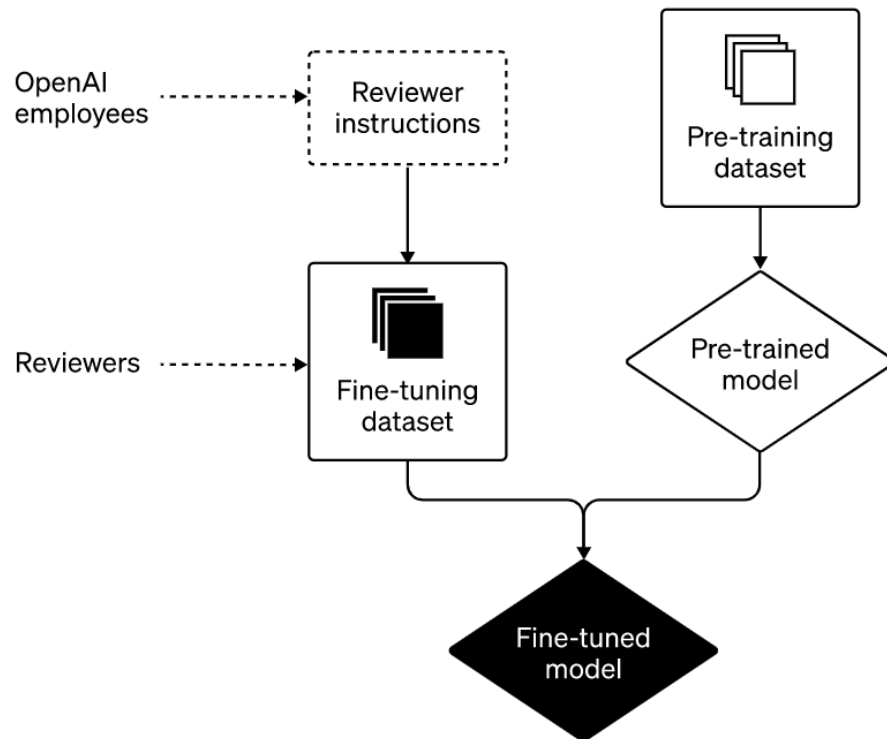 OpenAI
employees
Reviewer
instructions
Pre-training
dataset
Reviewers
Fine-tuning
dataset
Pre-trained
model
Fine-tuned
model